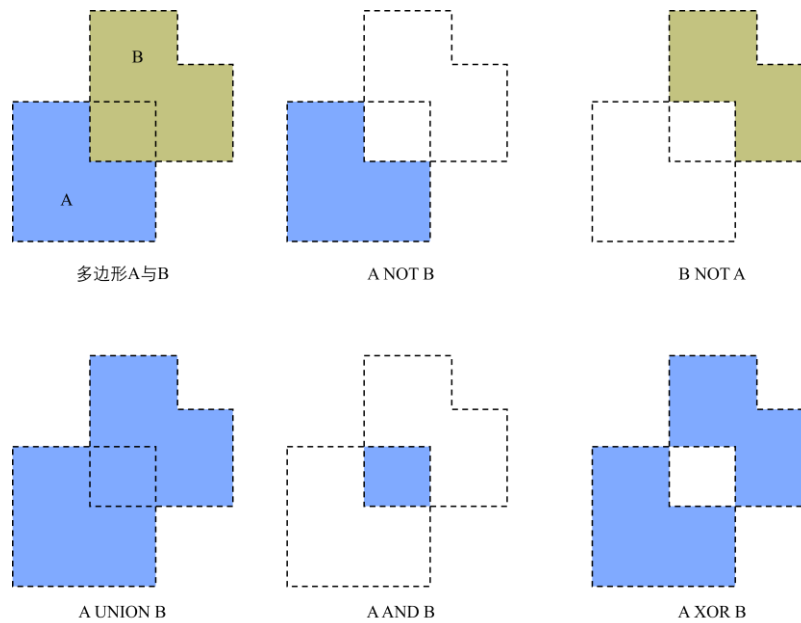 B
A
多边形A与B
A NOT B
B NOT A
A UNION B
A AND B
A XOR B